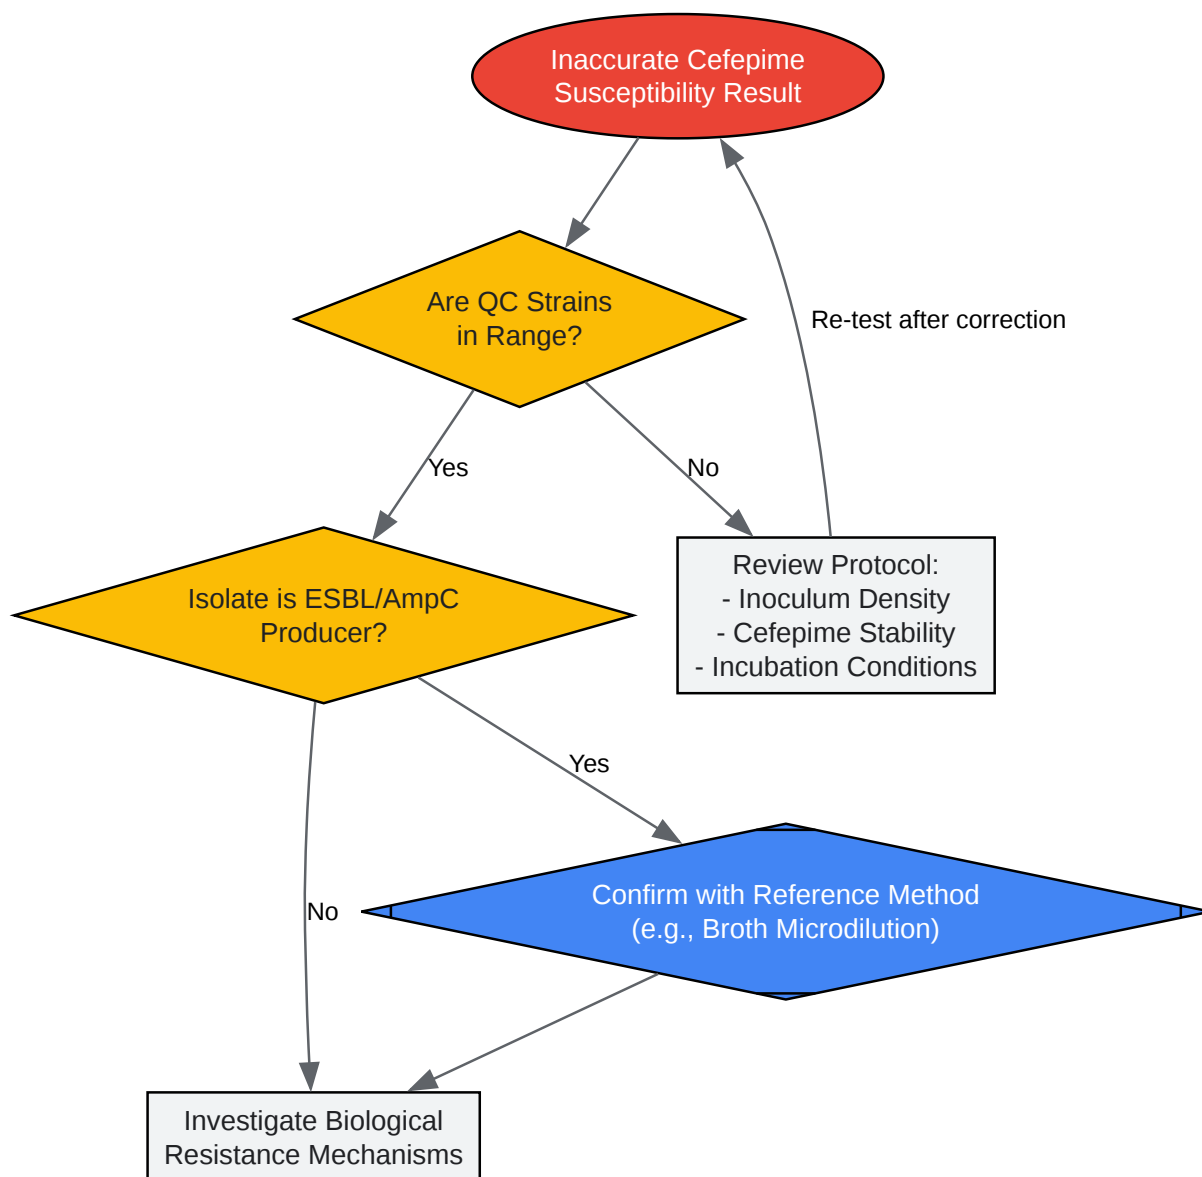 Inaccurate Cefepime
Susceptibility Result
Are QC Strains
in Range?
Re-test after correction
Yes
No
Isolate is ESBL/AmpC
Producer?
Review Protocol:
- Inoculum Density
- Cefepime Stability
- Incubation Conditions
Yes
No
Confirm with Reference Method
(e.g., Broth Microdilution)
Investigate Biological
Resistance Mechanisms